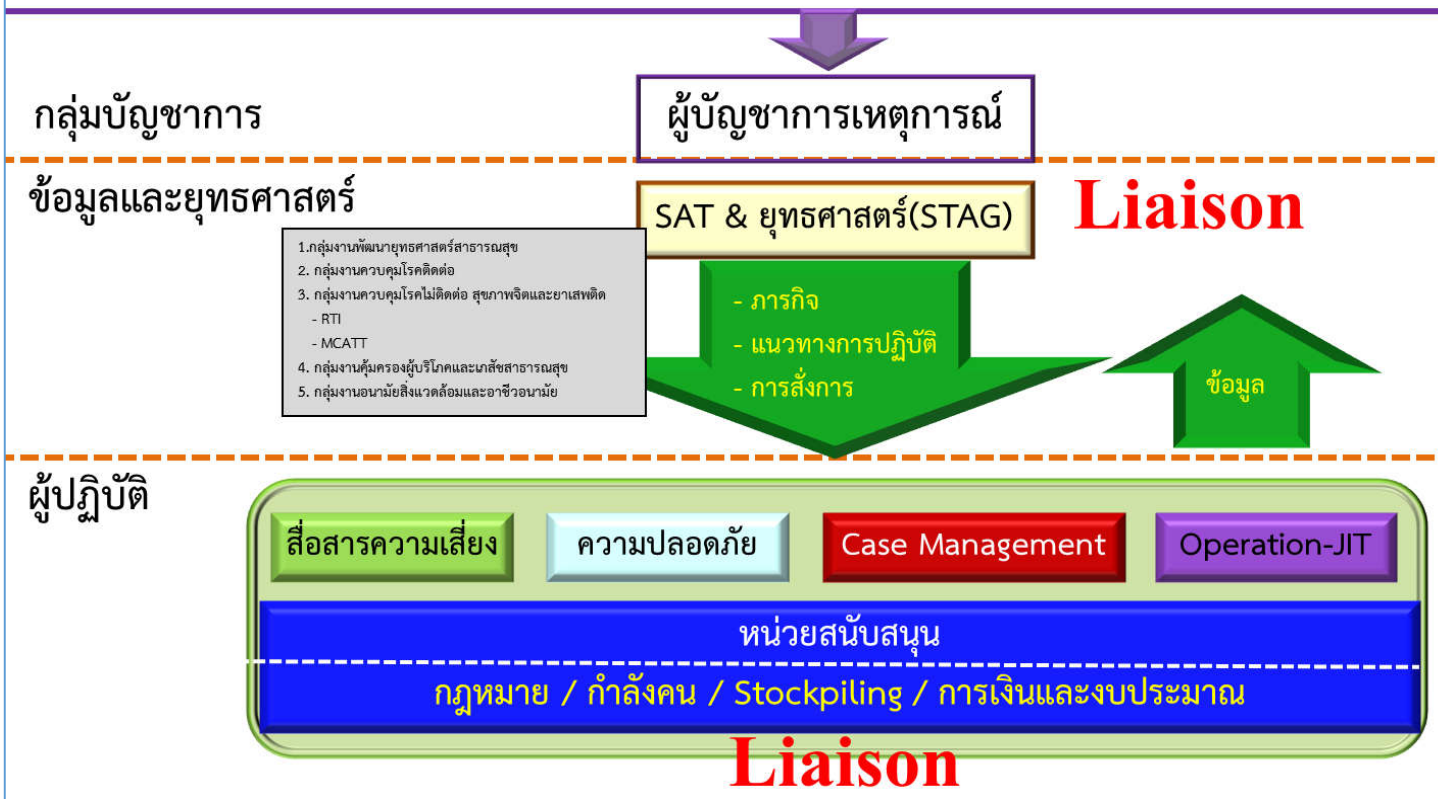 กลุ่มบัญชาการ
ผู้บัญชาการเหตุการณ์
ข้อมูลและยุทธศาสตร์
SAT & ยุทธศาสตร์(STAG)
Liaison
1.กลุ่มงานพัฒนายุทธศาสตร์สาธารณสุข
2. กลุ่มงานควบคุมโรคติดต่อ
3. กลุ่มงานควบคุมโรคไม่ติดต่อ สุขภาพจิตและยาเสพติด
- RTI
- MCATT
4. กลุ่มงานคุ้มครองผู้บริโภคและเภสัชสาธารณสุข
5. กลุ่มงานอนามัยสิ่งแวดล้อมและอาชีวอนามัย
- ภารกิจ
- แนวทางการปฏิบัติ
- การสั่งการ
ข้อมูล
ผู้ปฏิบัติ
สื่อสารความเสี่ยง
ความปลอดภัย
Case Management
Operation-JIT
หน่วยสนับสนุน
กฎหมาย / กำลังคน / Stockpiling / การเงินและงบประมาณ
Liaison